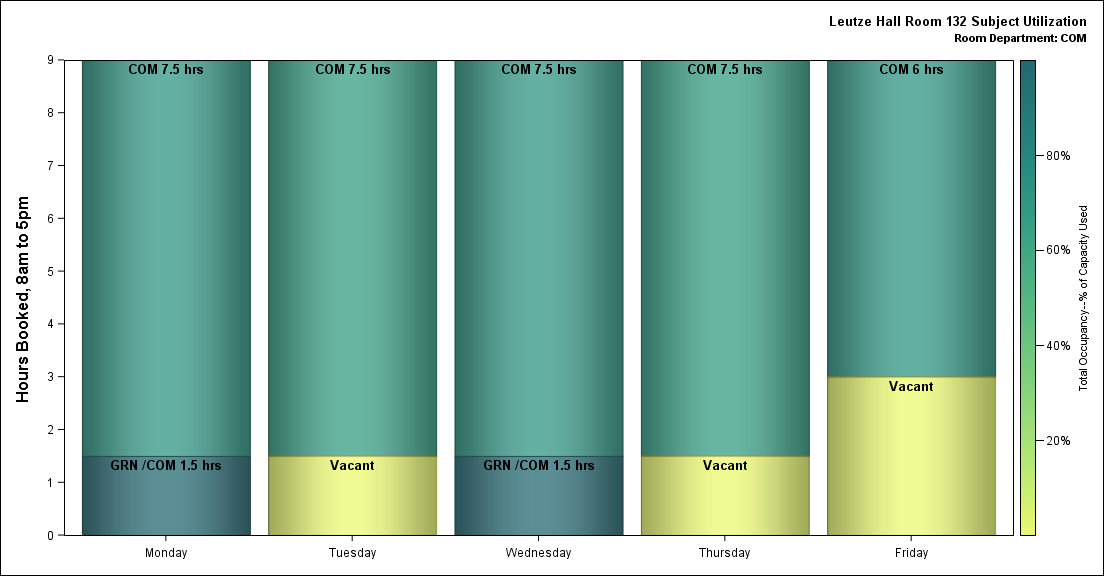 Leutze Hall Room 132 Subject Utilization
Room Department: COM
Hours Booked, 8am to 5pm
9
8
7
6
5
4
3
2
1
0
COM 7.5 hrs
GRN /COM 1.5 hrs
COM 7.5 hrs
Vacant
COM 7.5 hrs
GRN /COM 1.5 hrs
COM 7.5 hrs
Vacant
COM 6 hrs
Vacant
Monday
Tuesday
Wednesday
Thursday
Friday
80%
60%
40%
20%
Total Occupancy--% of Capacity Used